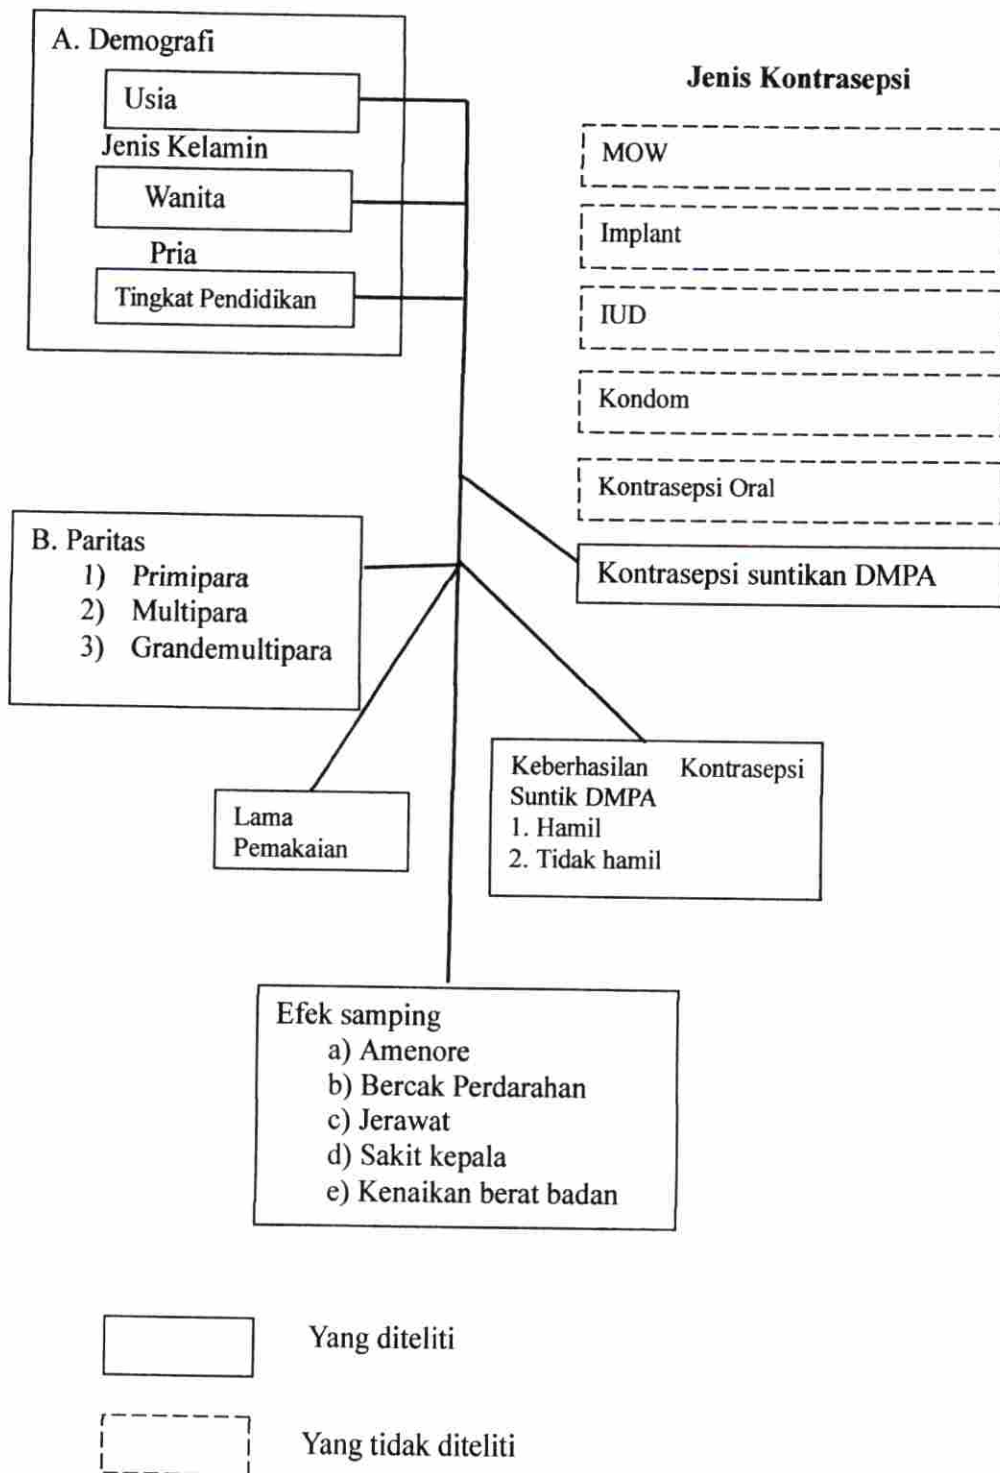 A. Demografi
Usia
Jenis Kelamin
Wanita
Pria
Tingkat Pendidikan
Jenis Kontrasepsi
MOW
Implant
IUD
Kondom
Kontrasepsi Oral
Kontrasepsi suntikan DMPA
B. Paritas
1) Primipara
2) Multipara
3) Grandemultipara
Lama
Pemakaian
Keberhasilan Kontrasepsi
Suntik DMPA
1. Hamil
2. Tidak hamil
Efek samping
a) Amenore
b) Bercak Perdarahan
c) Jerawat
d) Sakit kepala
e) Kenaikan berat badan
Yang diteliti
Yang tidak diteliti